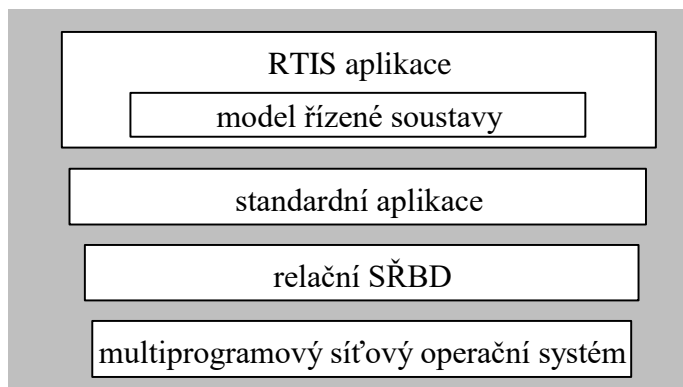 RTIS aplikace
model řízené soustavy
standardní aplikace
relační SŘBD
multiprogramový síťový operační systém